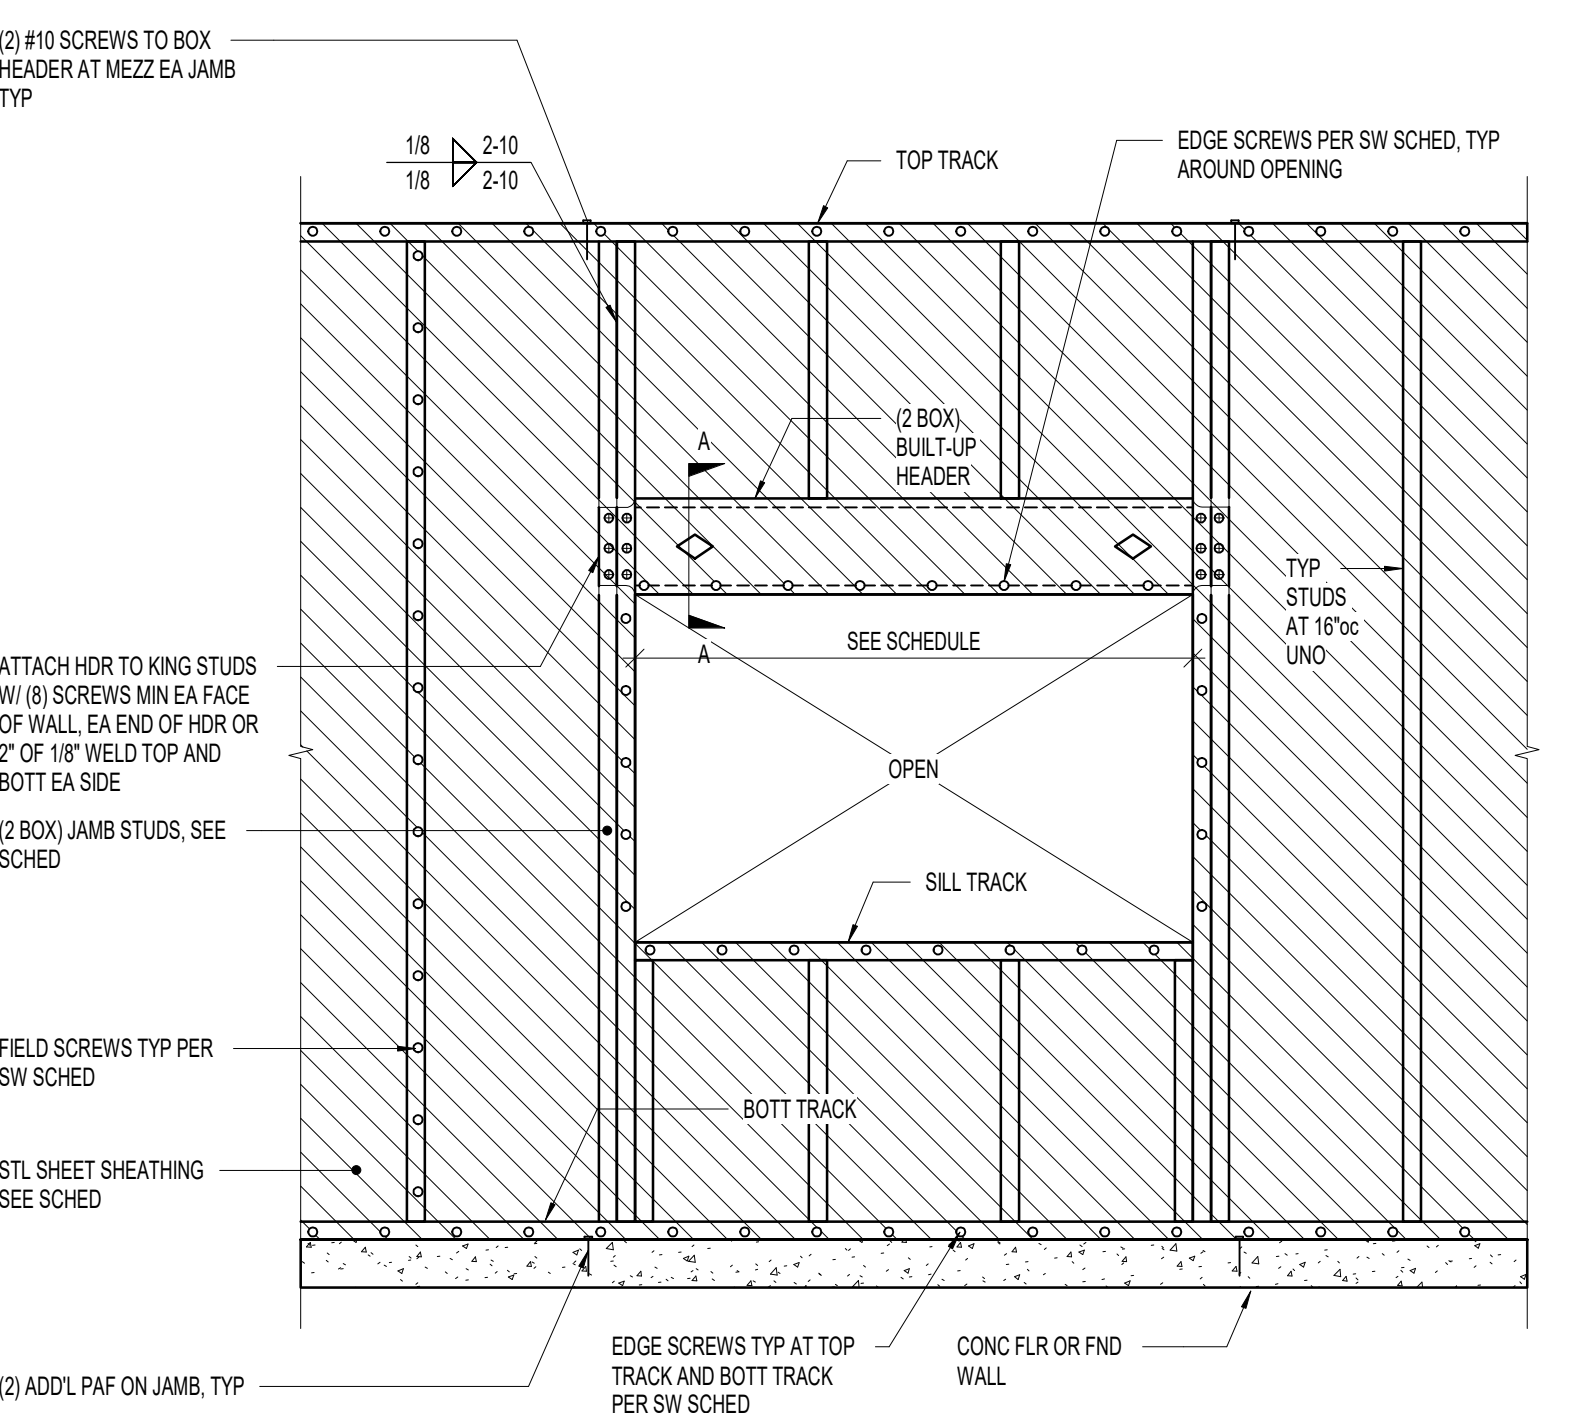 (2) #10 SCREWS TO BOX
HEADER AT MEZZ EA JAMB
TYP
1/8 2-10
1/8 2-10
TOP TRACK
EDGE SCREWS PER SW SCHED, TYP
AROUND OPENING
(2 BOX)
BUILT-UP
HEADER
A
A
TYP
STUDS
AT 16"oc
UNO
SEE SCHEDULE
ATTACH HDR TO KING STUDS
W/ (8) SCREWS MIN EA FACE
OF WALL, EA END OF HDR OR
2" OF 1/8" WELD TOP AND
BOTT EA SIDE
OPEN
(2 BOX) JAMB STUDS, SEE
SCHED
SILL TRACK
FIELD SCREWS TYP PER
SW SCHED
BOTT TRACK
STL SHEET SHEATHING
SEE SCHED
EDGE SCREWS TYP AT TOP
TRACK AND BOTT TRACK
PER SW SCHED
CONC FLR OR FND
WALL
(2) ADD'L PAF ON JAMB, TYP